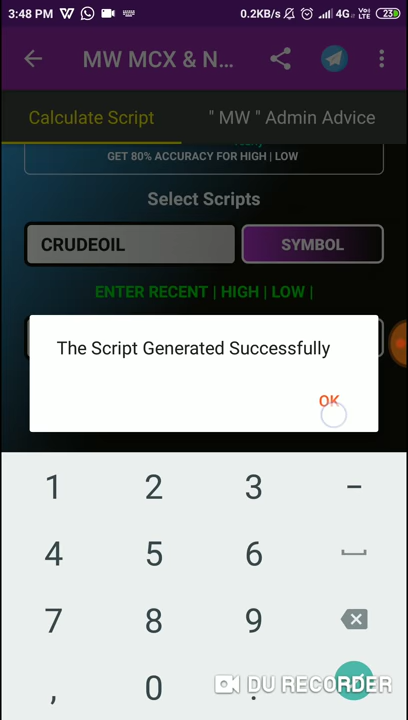 3:48 PM 0.2KB/s 4G VoLTE 23
MW MCX & N...
Calculate Script " MW " Admin Advice
GET 80% ACCURACY FOR HIGH | LOW
Select Scripts
CRUDEOIL SYMBOL
ENTER RECENT | HIGH | LOW |
The Script Generated Successfully
OK
1 2 3 -
4 5 6
7 8 9
, 0 .
DU RECORDER